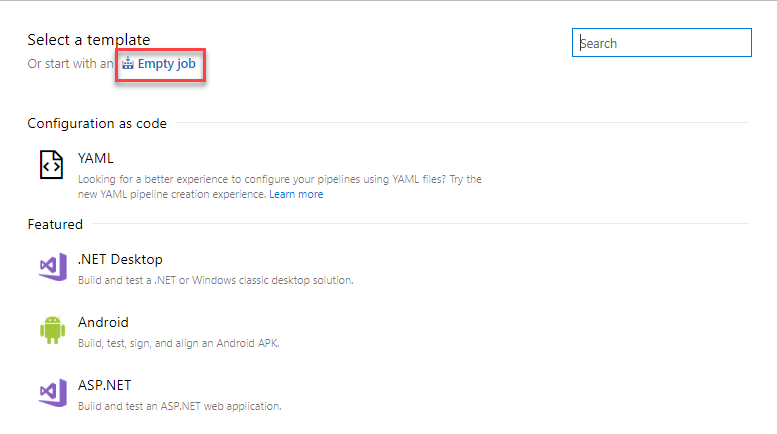 Select a template
Search
Or start with an Empty job
Configuration as code
YAML
Looking for a better experience to configure your pipelines using YAML files? Try the
new YAML pipeline creation experience. Learn more
Featured
.NET Desktop
Build and test a .NET or Windows classic desktop solution.
Android
Build, test, sign, and align an Android APK.
ASP.NET
Build and test an ASP.NET web application.